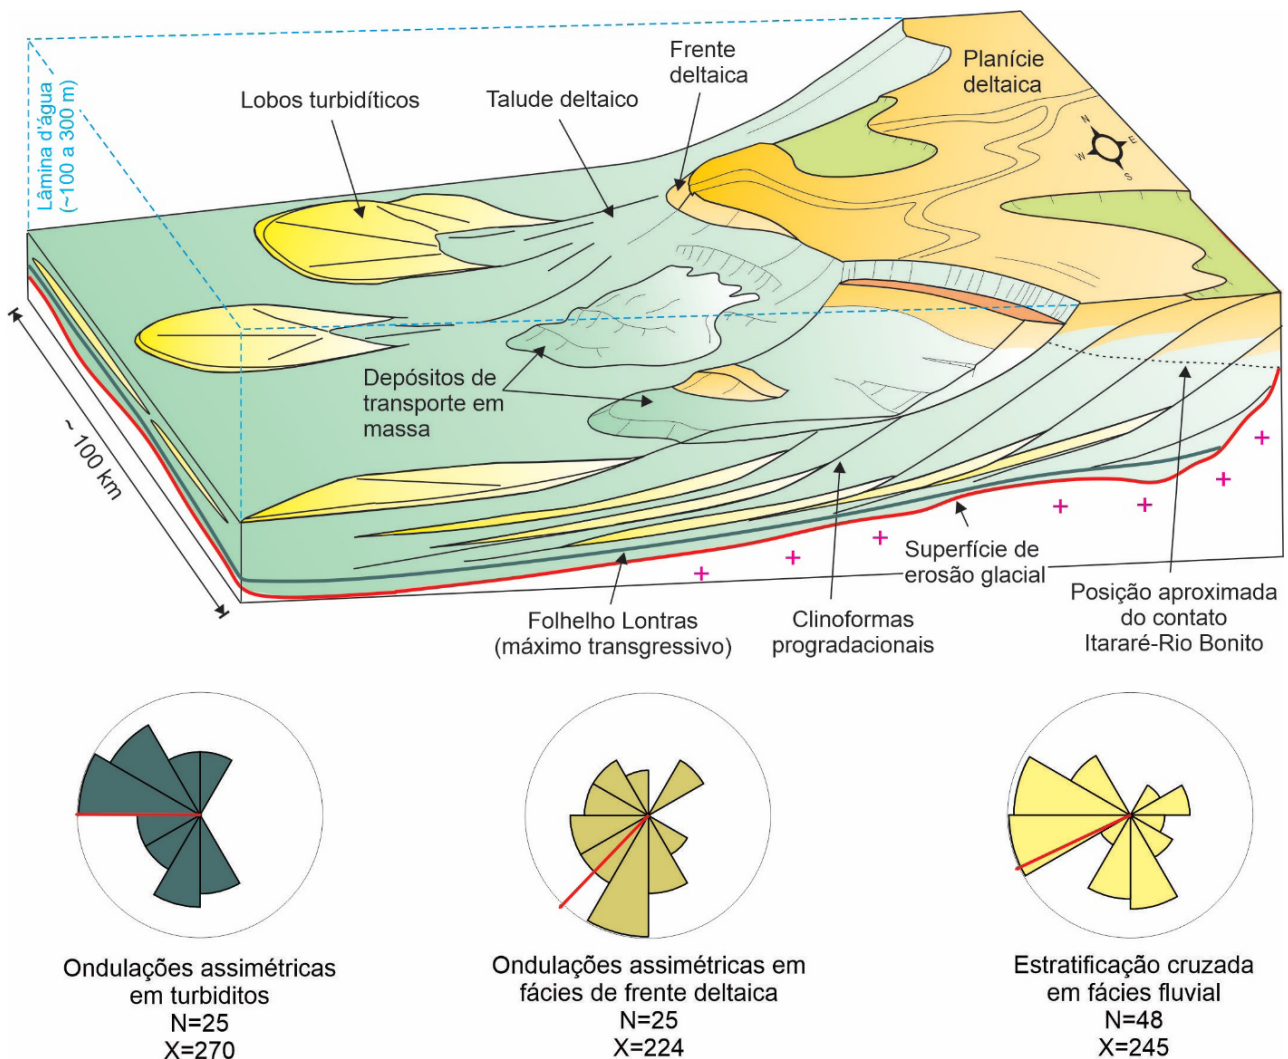 Frente
deltaica
Planície
deltaica
Lobos turbidíticos
Talude deltaico
Lâmina d'água
(~100 a 300 m)
N
E
W
S
Depósitos de
transporte em
massa
~ 100 km
Superfície de
erosão glacial
Folhelho Lontras
(máximo transgressivo)
Clinoformas
progradacionais
Posição aproximada
do contato
Itararé-Rio Bonito
Ondulações assimétricas
em turbiditos
N=25
X=270
Ondulações assimétricas em
fácies de frente deltaica
N=25
X=224
Estratificação cruzada
em fácies fluvial
N=48
X=245